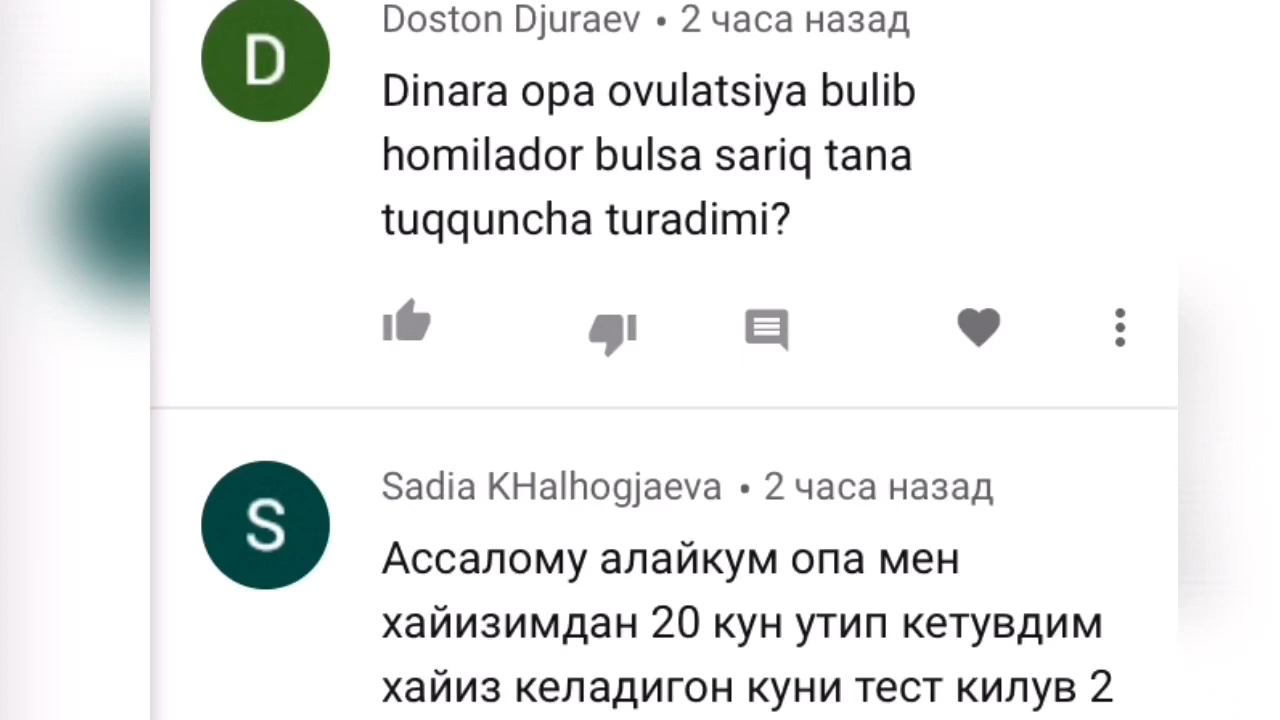 D
Doston Djuraev • 2 часа назад
Dinara opa ovulatsiya bulib
homilador bulsa sariq tana
tuqquncha turadimi?
S
Sadia KHalhogjaeva • 2 часа назад
Ассалому алайкум опа мен
хайизимдан 20 кун утип кетувдим
хайиз келадигон куни тест килув 2